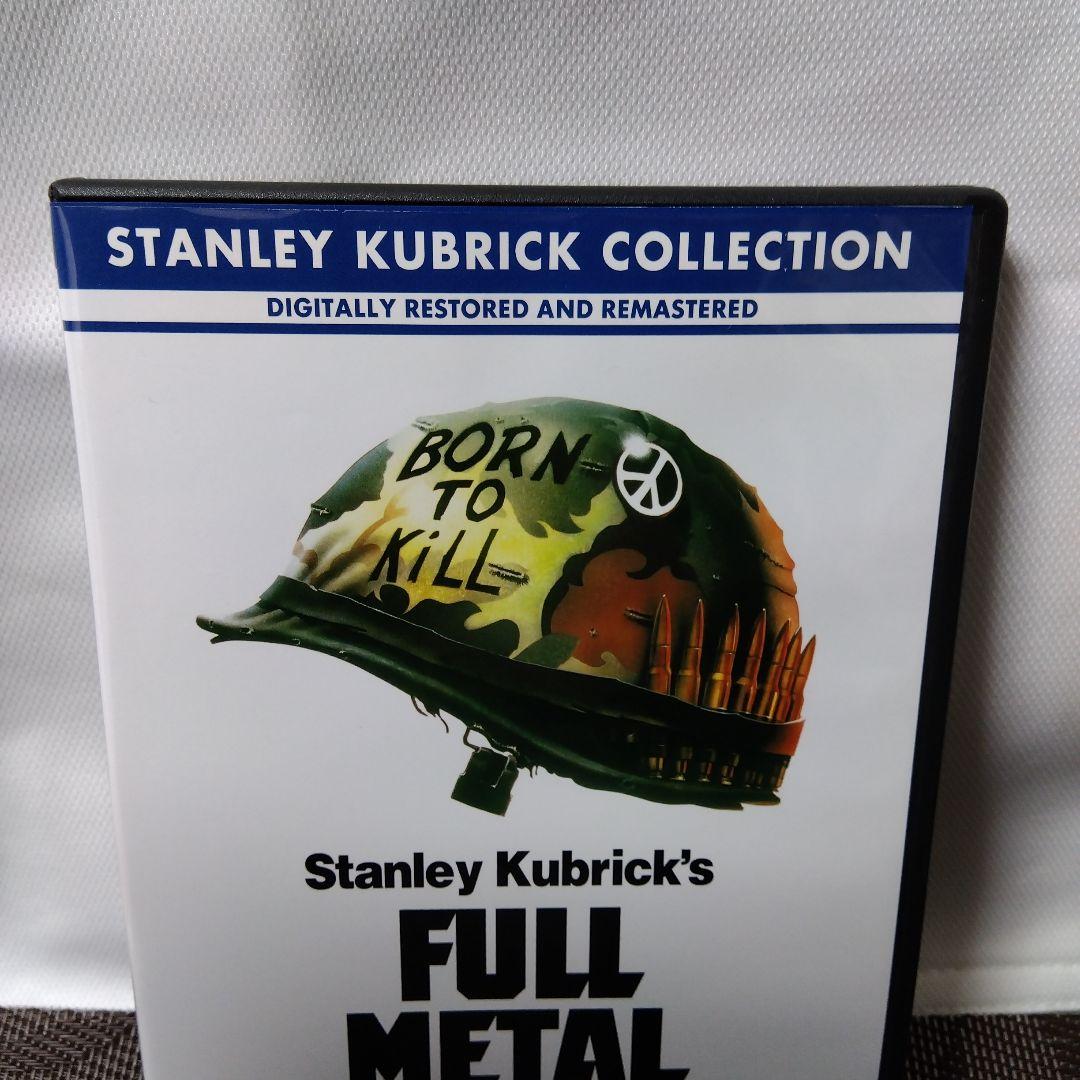 STANLEY KUBRICK COLLECTION
DIGITALLY RESTORED AND REMASTERED
BORN
TO
KiLL
Stanley Kubrick's
FULL
METAL